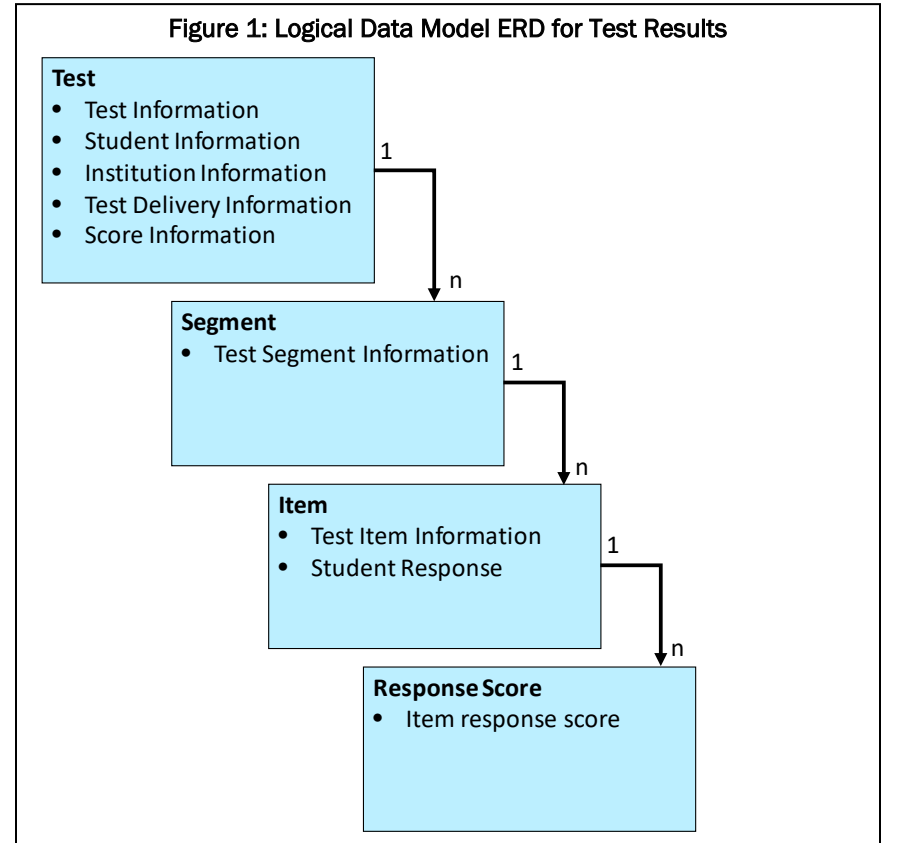 Figure 1: Logical Data Model ERD for Test Results
Test
• Test Information
• Student Information
• Institution Information
• Test Delivery Information
• Score Information
1
n
Segment
• Test Segment Information
1
n
Item
• Test Item Information
• Student Response
1
n
Response Score
• Item response score